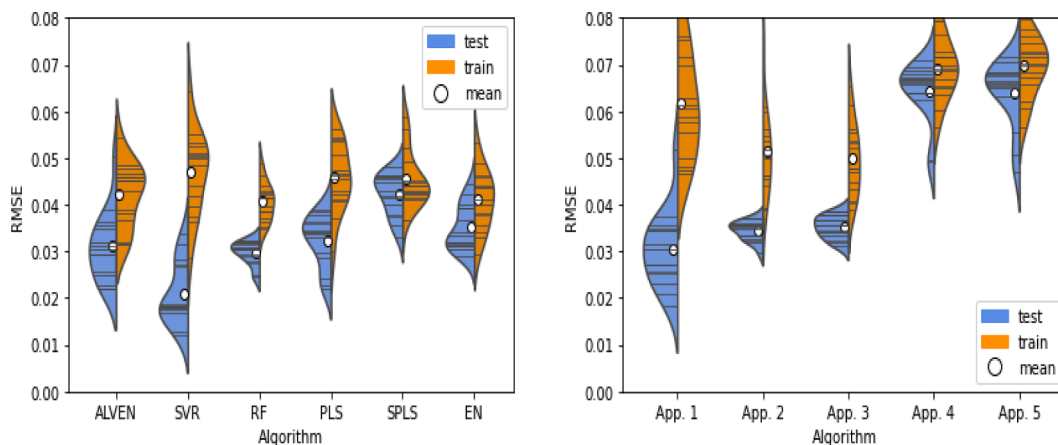 0.08
0.07
0.06
0.05
0.04
0.03
0.02
0.01
0.00
RMSE
ALVEN SVR RF PLS SPLS EN
Algorithm
test
train
mean
0.08
0.07
0.06
0.05
0.04
0.03
0.02
0.01
0.00
RMSE
App. 1 App. 2 App. 3 App. 4 App. 5
Algorithm
test
train
mean